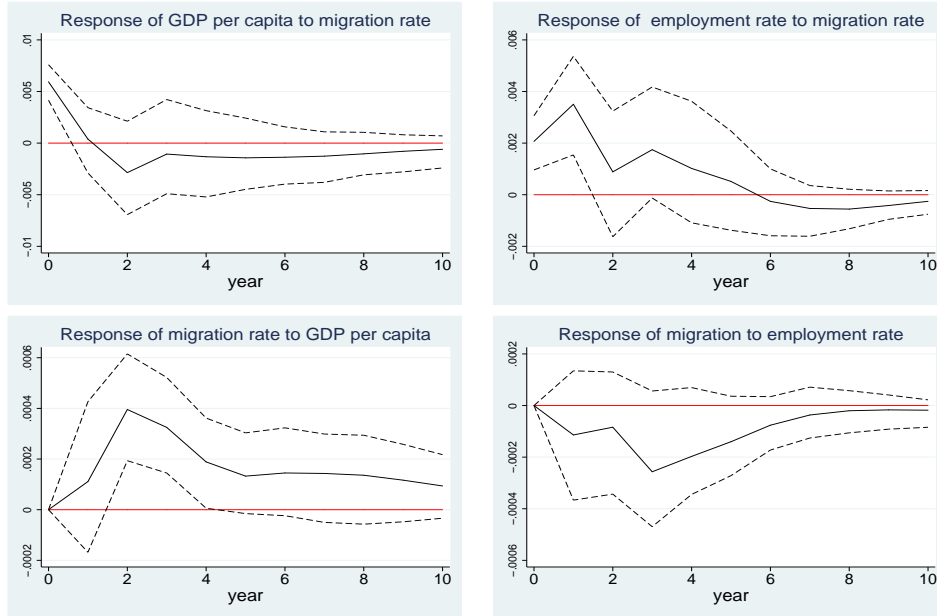 Response of GDP per capita to migration rate
.01
.005
0
-.005
-.01
0 2 4 6 8 10
year
Response of  employment rate to migration rate
.006
.004
.002
0
-.002
0 2 4 6 8 10
year
Response of migration rate to GDP per capita
.0006
.0004
.0002
0
-.0002
0 2 4 6 8 10
year
Response of migration to employment rate
.0002
0
-.0002
-.0004
-.0006
0 2 4 6 8 10
year